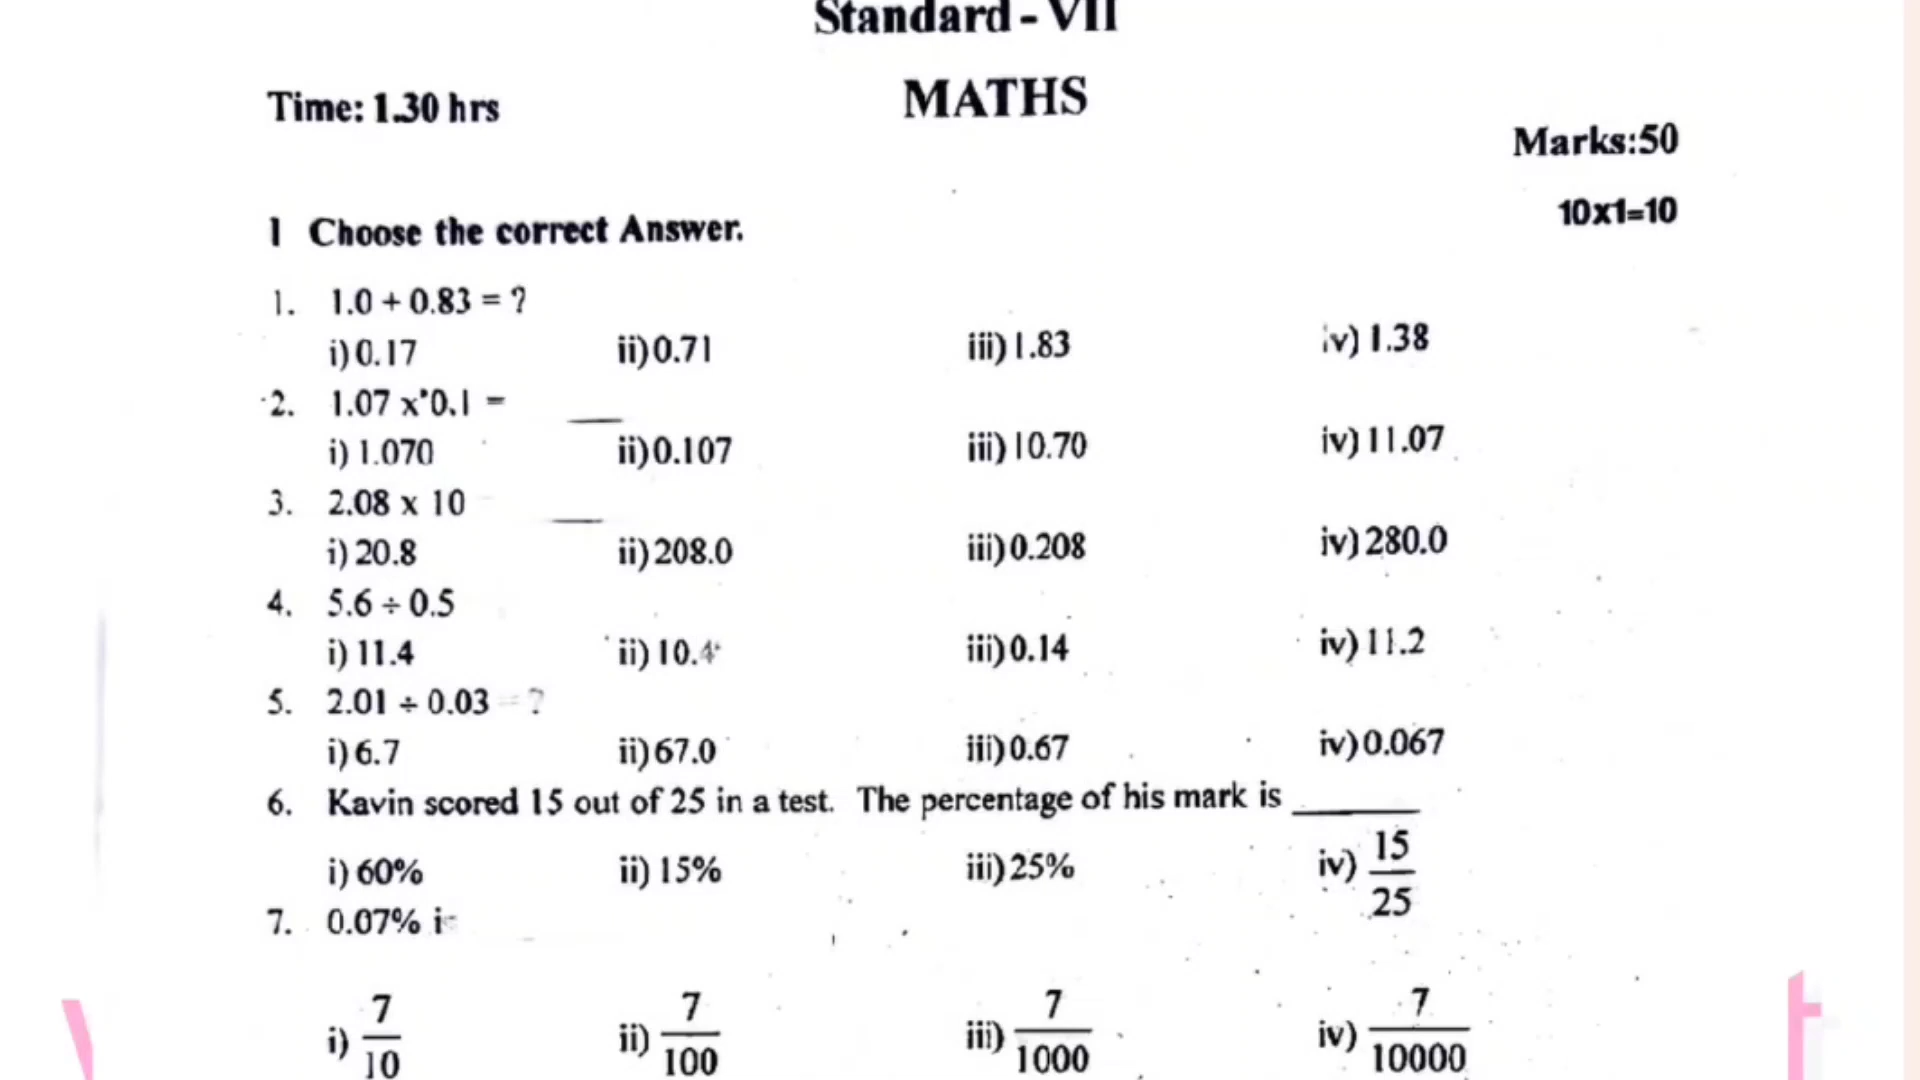 Standard - VII
MATHS
Time: 1.30 hrs
Marks:50
I Choose the correct Answer.
10x1=10
1. 1.0 + 0.83 = ?
i) 0.17 ii) 0.71 iii) 1.83 iv) 1.38
2. 1.07 x 0.1 = __
i) 1.070 ii) 0.107 iii) 10.70 iv) 11.07
3. 2.08 x 10 __
i) 20.8 ii) 208.0 iii) 0.208 iv) 280.0
4. 5.6 ÷ 0.5
i) 11.4 ii) 10.4 iii) 0.14 iv) 11.2
5. 2.01 ÷ 0.03 = ?
i) 6.7 ii) 67.0 iii) 0.67 iv) 0.067
6. Kavin scored 15 out of 25 in a test. The percentage of his mark is ______
i) 60% ii) 15% iii) 25% iv) 15/25
7. 0.07% is
i) 7/10 ii) 7/100 iii) 7/1000 iv) 7/10000